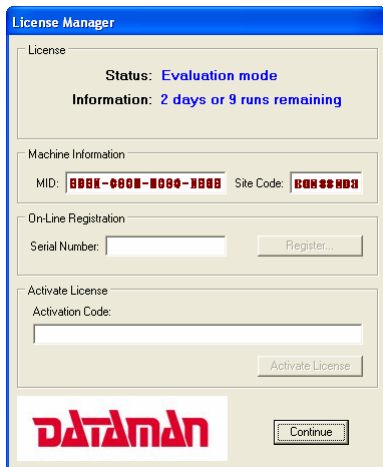 License Manager
License
Status: Evaluation mode
Information: 2 days or 9 runs remaining
Machine Information
MID:
Site Code:
On-Line Registration
Serial Number:
Register...
Activate License
Activation Code:
Activate License
DATAMAN
Continue